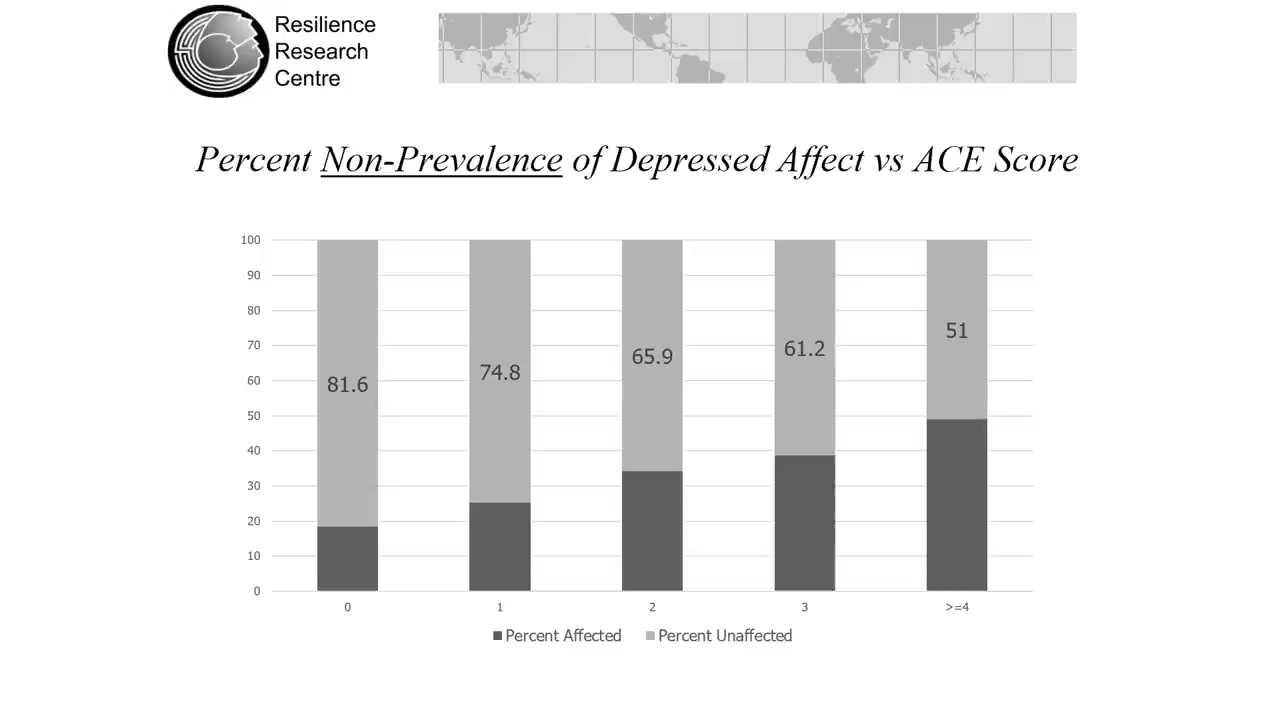 Resilience
Research
Centre
Percent Non-Prevalence of Depressed Affect vs ACE Score
100
90
80
70
60
50
40
30
20
10
0
81.6
74.8
65.9
61.2
51
0 1 2 3 >=4
Percent Affected Percent Unaffected